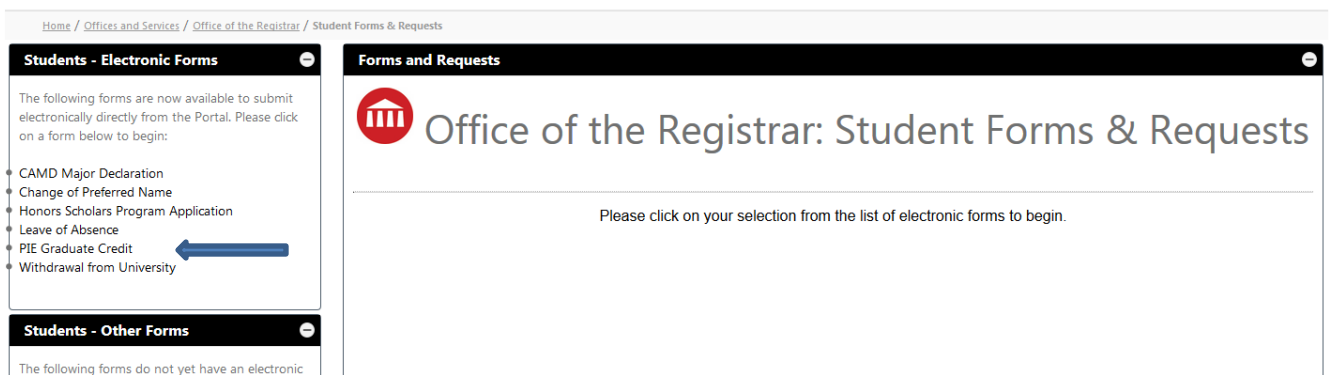 Home / Offices and Services / Office of the Registrar / Student Forms & Requests
Students - Electronic Forms
The following forms are now available to submit
electronically directly from the Portal. Please click
on a form below to begin:
CAMD Major Declaration
Change of Preferred Name
Honors Scholars Program Application
Leave of Absence
PIE Graduate Credit
Withdrawal from University
Students - Other Forms
The following forms do not yet have an electronic
Forms and Requests
Office of the Registrar: Student Forms & Requests
Please click on your selection from the list of electronic forms to begin.